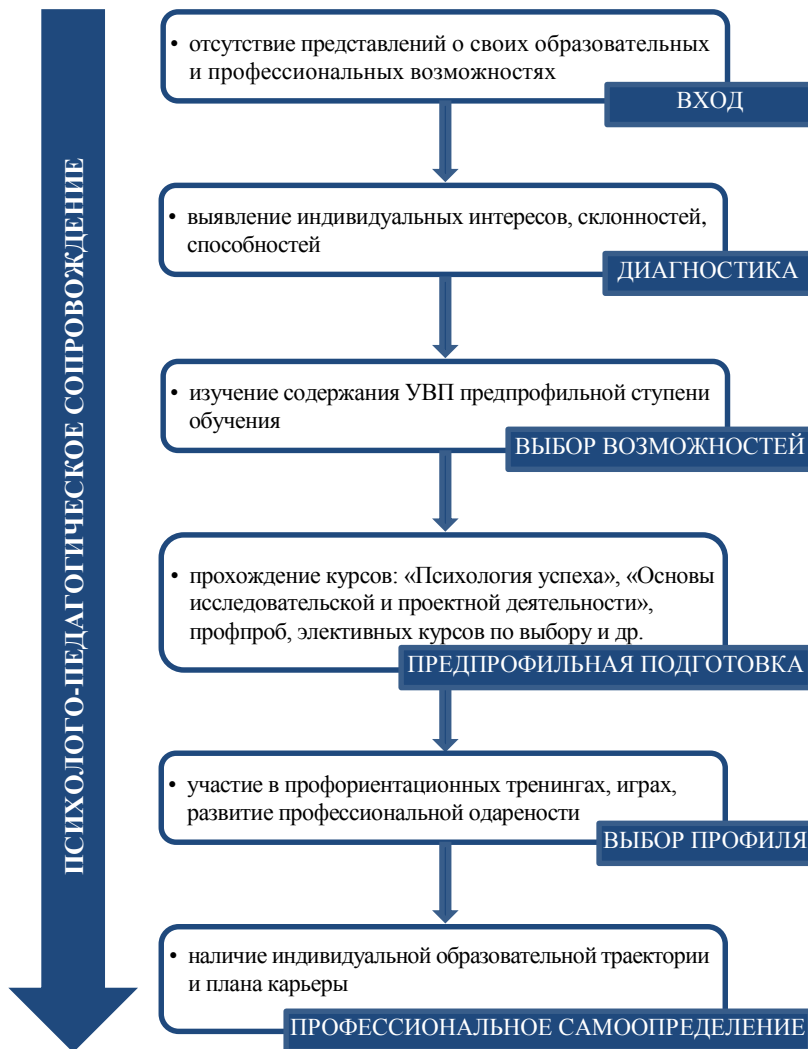 ПСИХОЛОГО-ПЕДАГОГИЧЕСКОЕ СОПРОВОЖДЕНИЕ
• отсутствие представлений о своих образовательных
и профессиональных возможностях
ВХОД
• выявление индивидуальных интересов, склонностей,
способностей
ДИАГНОСТИКА
• изучение содержания УВП предпрофильной ступени
обучения
ВЫБОР ВОЗМОЖНОСТЕЙ
• прохождение курсов: «Психология успеха», «Основы
исследовательской и проектной деятельности»,
профпроб, элективных курсов по выбору и др.
ПРЕДПРОФИЛЬНАЯ ПОДГОТОВКА
• участие в профориентационных тренингах, играх,
развитие профессиональной одарености
ВЫБОР ПРОФИЛЯ
• наличие индивидуальной образовательной траектории
и плана карьеры
ПРОФЕССИОНАЛЬНОЕ САМООПРЕДЕЛЕНИЕ